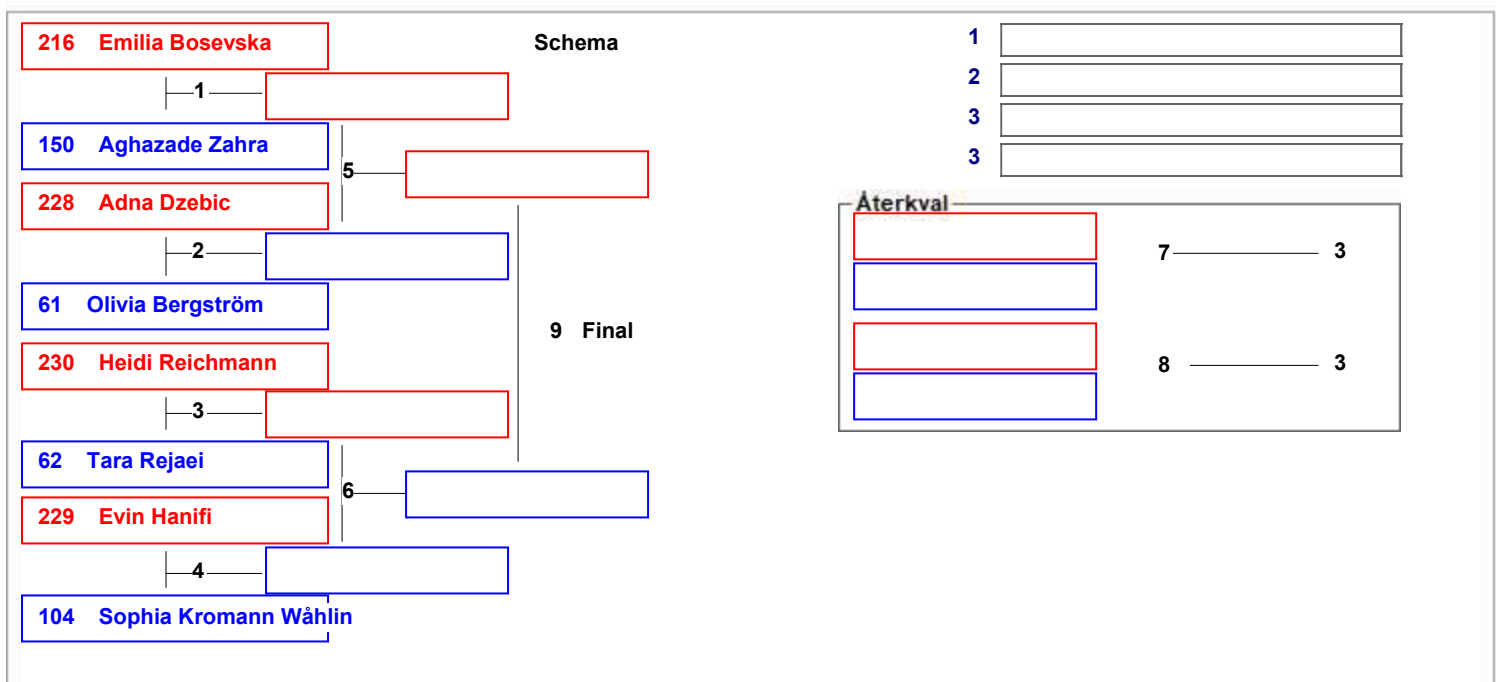 216 Emilia Bosevska
Schema
1
150 Aghazade Zahra
5
228 Adna Dzebic
2
61 Olivia Bergström
9 Final
230 Heidi Reichmann
3
62 Tara Rejaei
6
229 Evin Hanifi
4
104 Sophia Kromann Wåhlin
1
2
3
3
Återkval
7 3
8 3